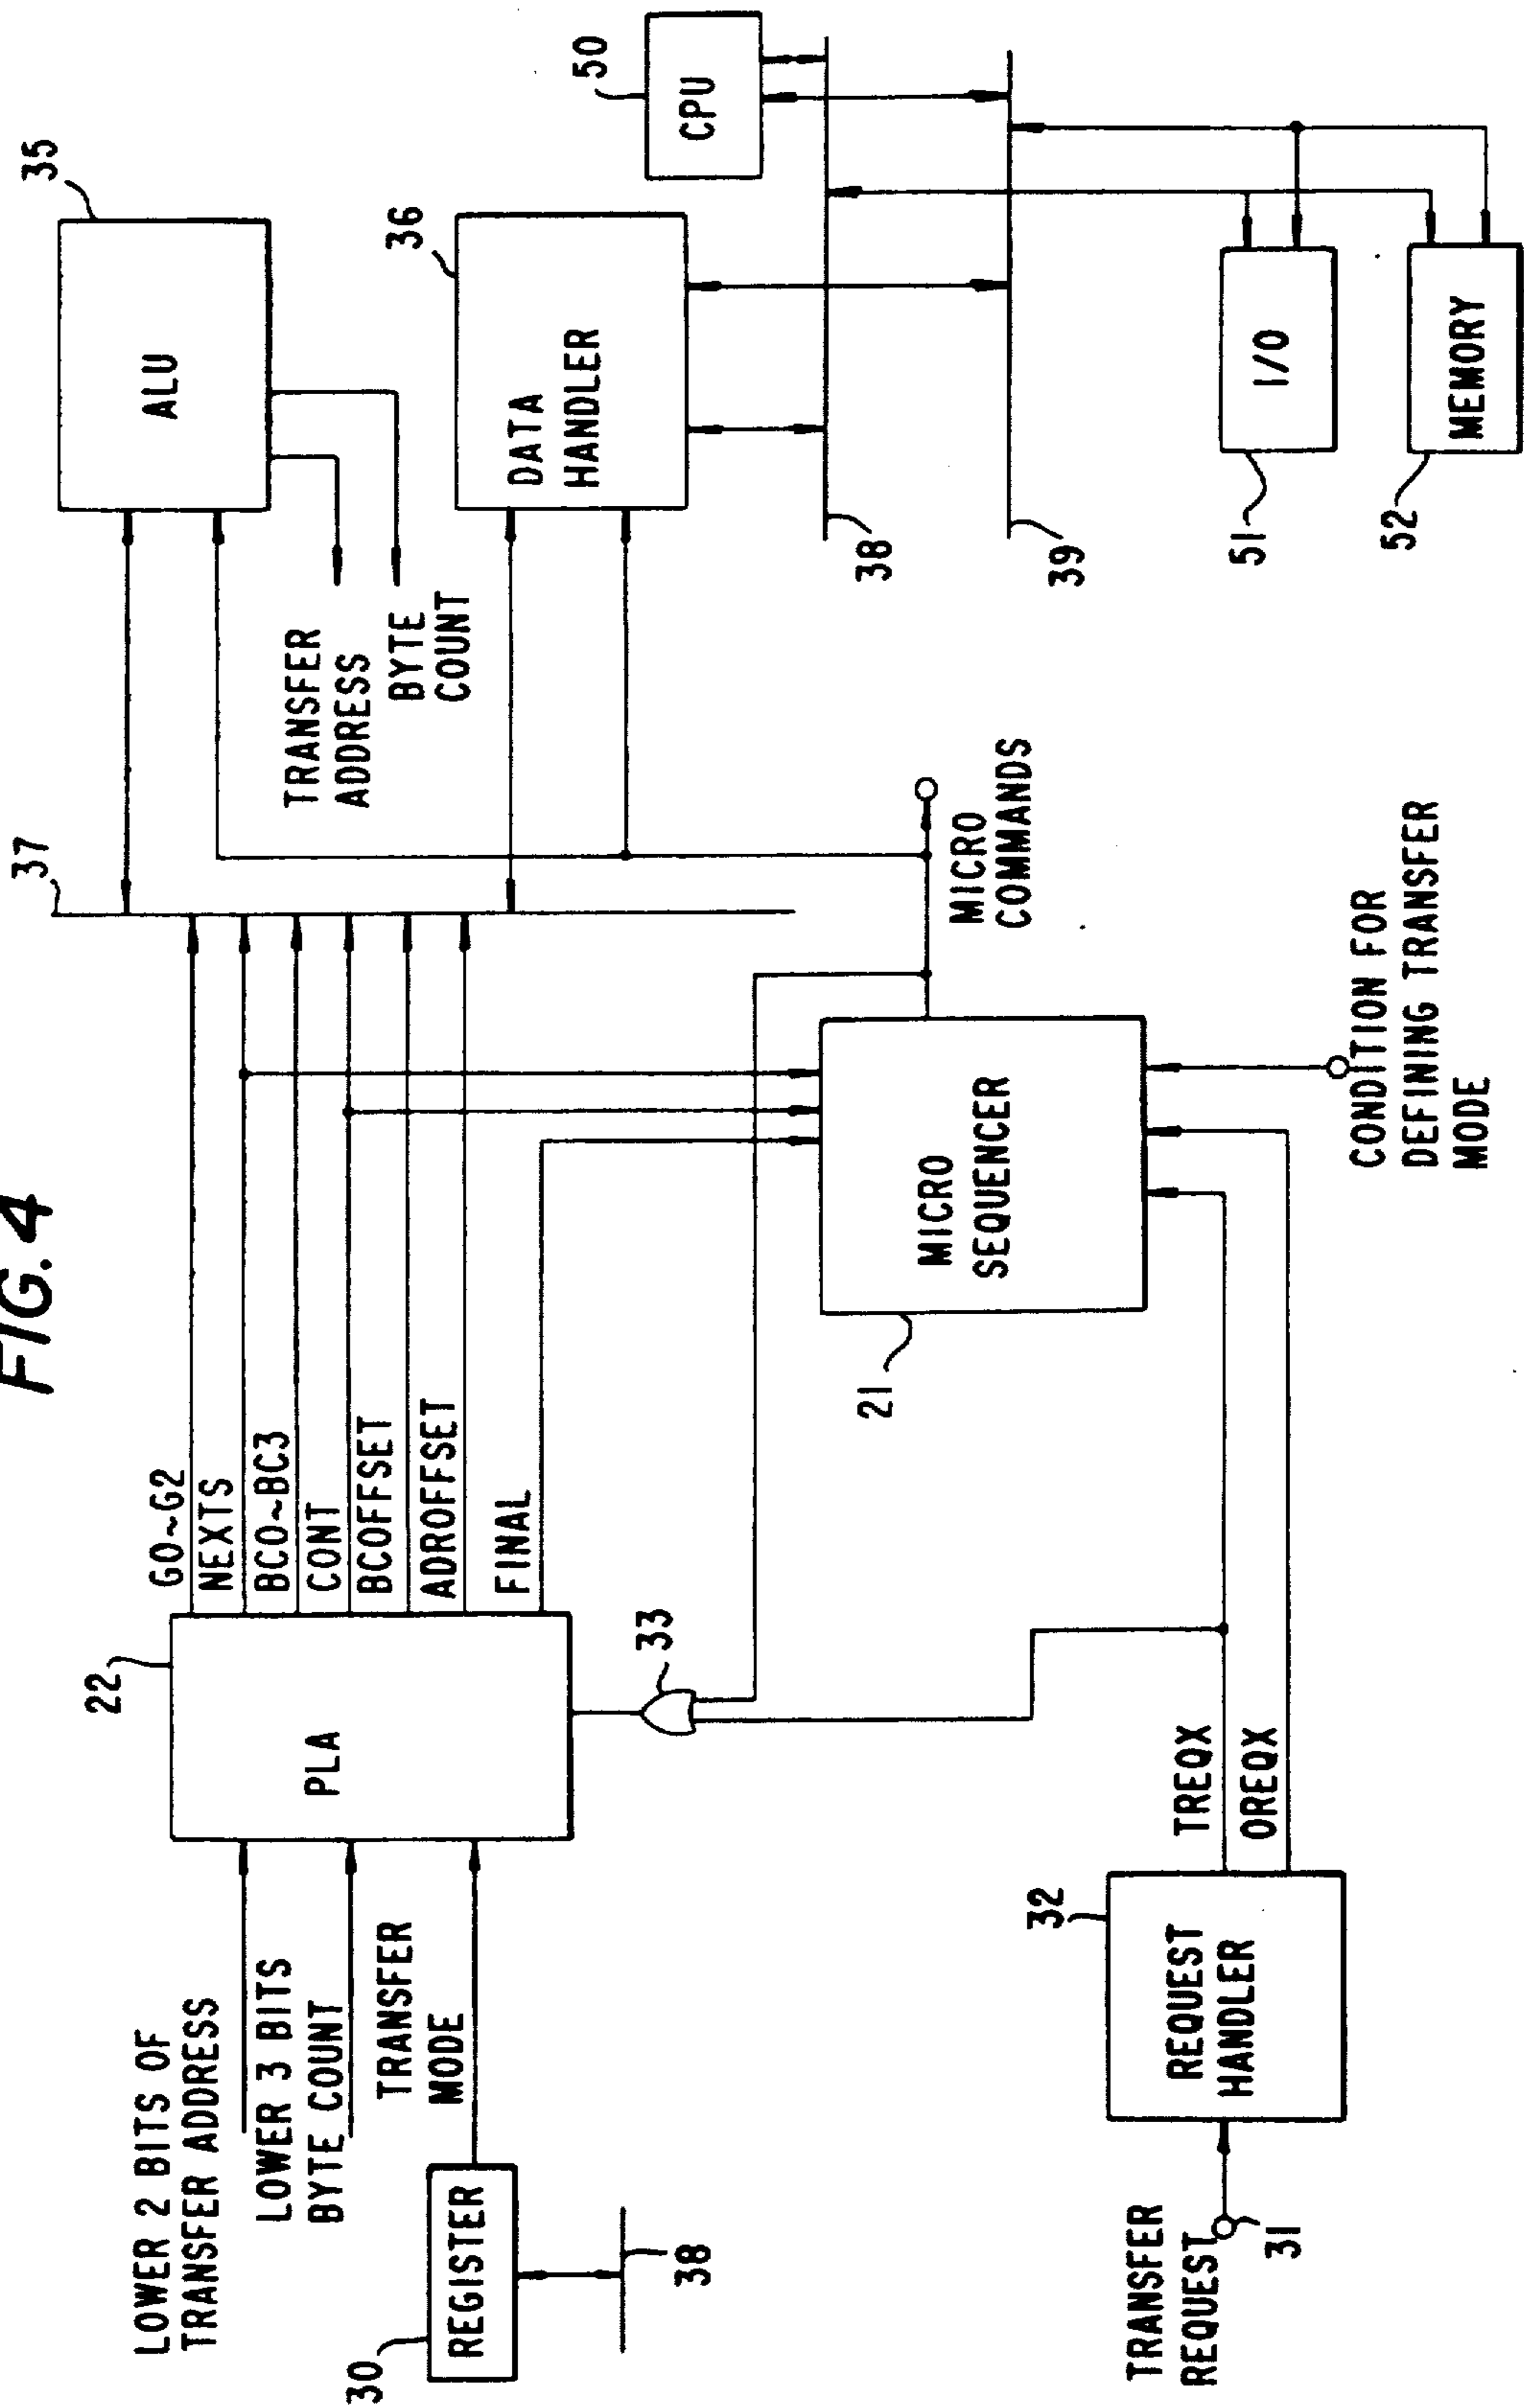 FIG. 4
LOWER 2 BITS OF
TRANSFER ADDRESS
LOWER 3 BITS
BYTE COUNT
TRANSFER
MODE
30
REGISTER
38
22
PLA
G0~G2
NEXTS
BC0~BC3
CONT
BCOFFSET
ADROFFSET
FINAL
33
37
35
ALU
TRANSFER
ADDRESS
BYTE
COUNT
36
DATA
HANDLER
50
CPU
38
39
51
I/O
52
MEMORY
21
MICRO
SEQUENCER
MICRO
COMMANDS
CONDITION FOR
DEFINING TRANSFER
MODE
TRANSFER
REQUEST
31
32
REQUEST
HANDLER
TREQX
OREQX